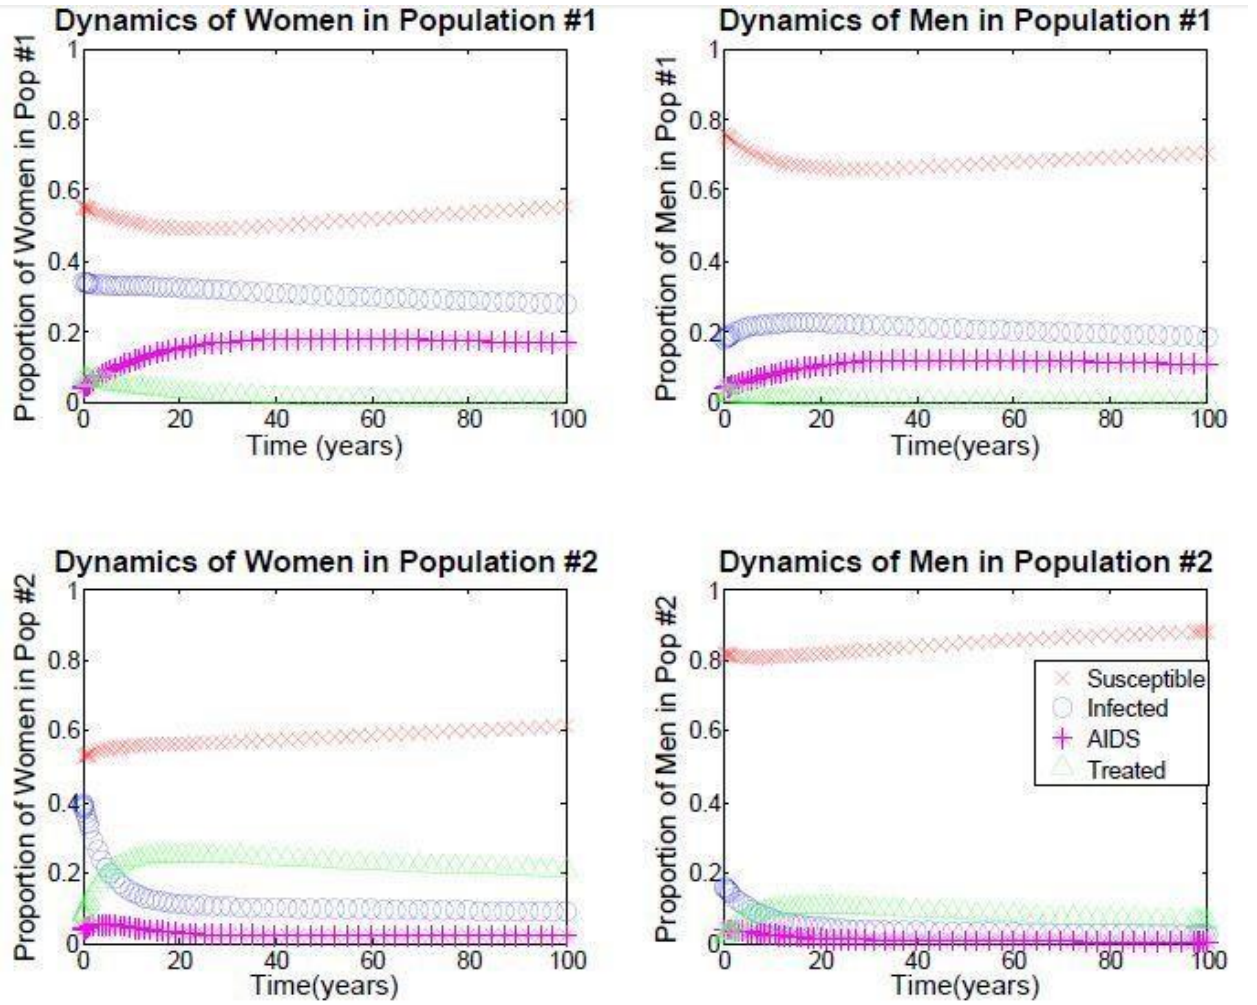 Dynamics of Women in Population #1
Proportion of Women in Pop #1
1
0.8
0.6
0.4
0.2
0
0 20 40 60 80 100
Time (years)
Dynamics of Men in Population #1
Proportion of Men in Pop #1
1
0.8
0.6
0.4
0.2
0
0 20 40 60 80 100
Time(years)
Dynamics of Women in Population #2
Proportion of Women in Pop #2
1
0.8
0.6
0.4
0.2
0
0 20 40 60 80 100
Time(years)
Dynamics of Men in Population #2
Proportion of Men in Pop #2
1
0.8
0.6
0.4
0.2
0
0 20 40 60 80 100
Time(years)
Susceptible
Infected
AIDS
Treated